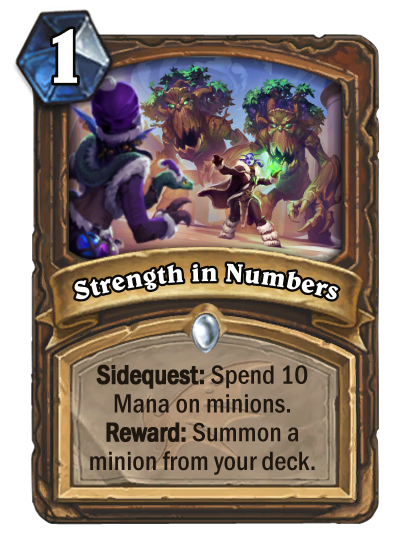 1
Strength in Numbers
Sidequest: Spend 10
Mana on minions.
Reward: Summon a
minion from your deck.